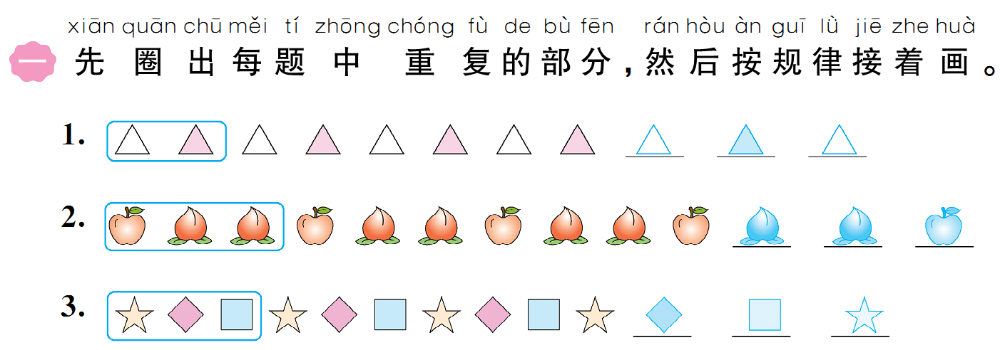 xiān quān chū měi tí zhōng chóng fù de bù fēn rán hòu àn guī lǜ jiē zhe huà
一 先圈出每题中重复的部分,然后按规律接着画。
1.
2.
3.